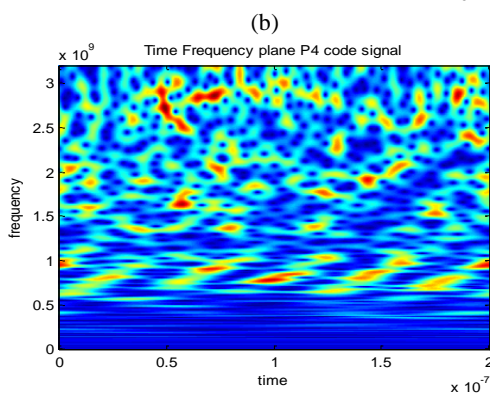 (b)
x 10^9
Time Frequency plane P4 code signal
3
2.5
2
1.5
1
0.5
0
frequency
0 0.5 1 1.5 2
time
x 10^-7